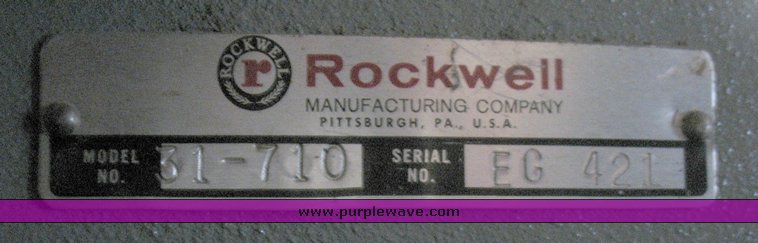 ROCKWELL
r
Rockwell
MANUFACTURING COMPANY
PITTSBURGH, PA., U.S.A.
MODEL NO. 31-710 SERIAL NO. EG 421
www.purplewave.com